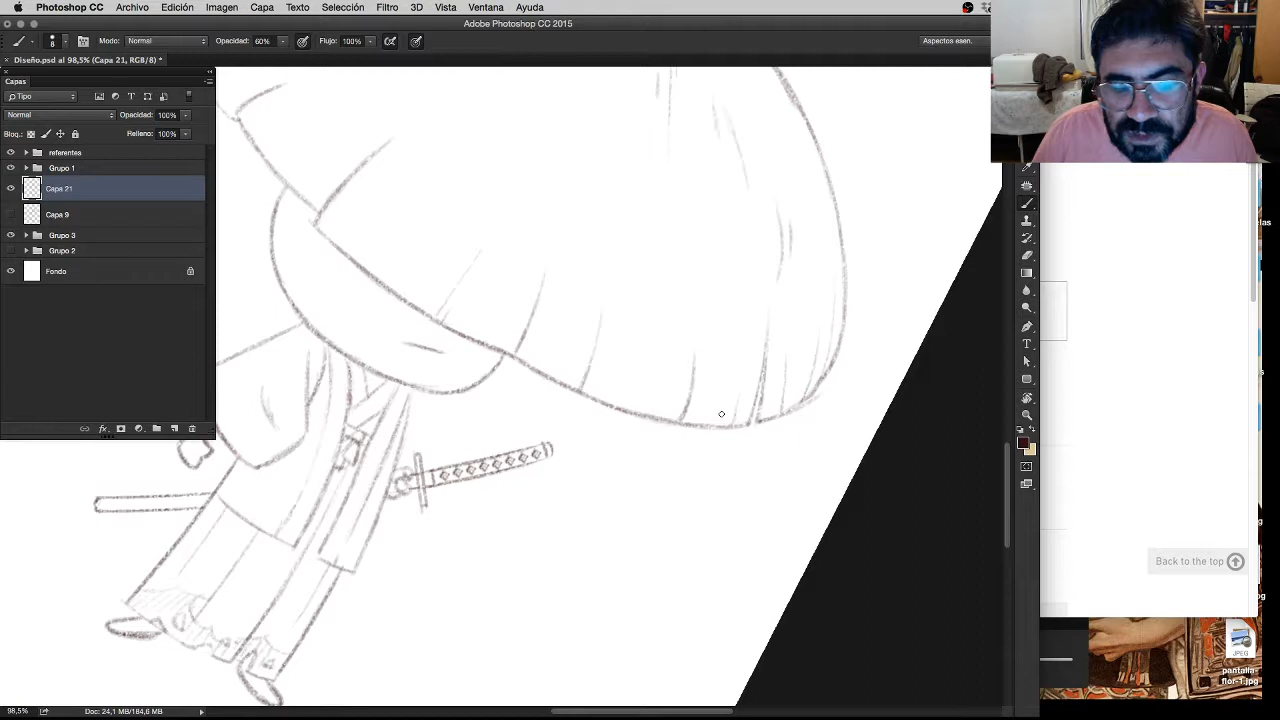 Photoshop CC Archivo Edición Imagen Capa Texto Selección Filtro 3D Vista Ventana Ayuda
Adobe Photoshop CC 2015
8 Modo: Normal Opacidad: 60% Flujo: 100% Aspectos esen.
Diseño.psd al 98,5% (Capa 21, RGB/8) *
Capas
Tipo
Normal Opacidad: 100%
Bloq.: Relleno: 100%
referentes
Grupo 1
Capa 21
Capa 9
Grupo 3
Grupo 2
Fondo
fx
T
Back to the top
JPEG
pantalla-
flor-1.jpg
98,5% Doc: 24,1 MB/184,6 MB